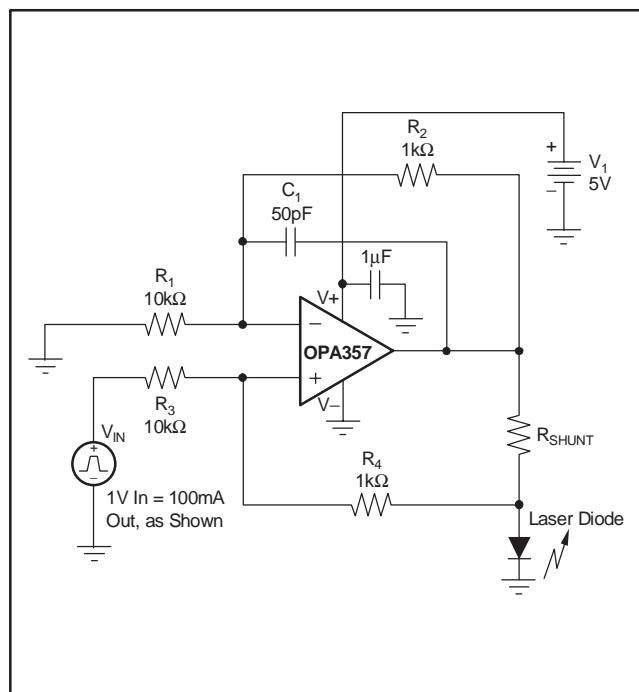 R2
1kΩ
+
V1
−
5V
C1
50pF
1µF
R1
10kΩ
V+
−
OPA357
+
V−
R3
10kΩ
VIN
+
−
1V In = 100mA
Out, as Shown
R4
1kΩ
RSHUNT
Laser Diode